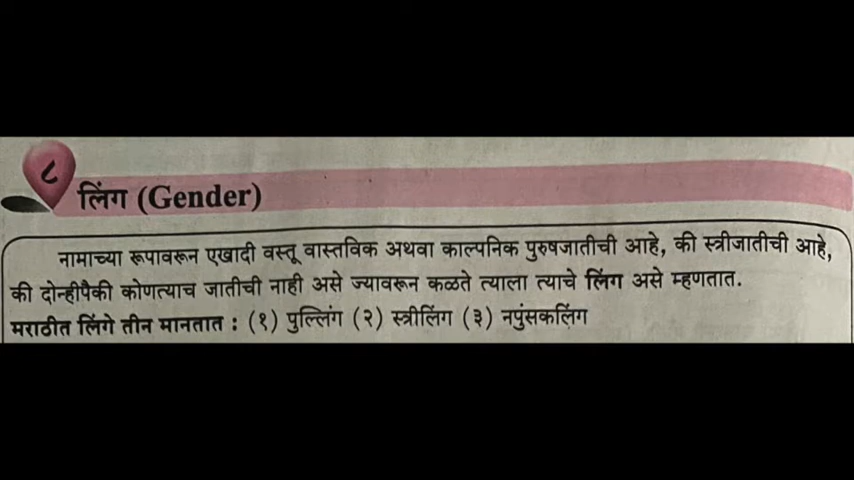 ८
लिंग (Gender)
नामाच्या रूपावरून एखादी वस्तू वास्तविक अथवा काल्पनिक पुरुषजातीची आहे, की स्त्रीजातीची आहे,
की दोन्हीपैकी कोणत्याच जातीची नाही असे ज्यावरून कळते त्याला त्याचे लिंग असे म्हणतात.
मराठीत लिंगे तीन मानतात : (१) पुल्लिंग (२) स्त्रीलिंग (३) नपुंसकलिंग